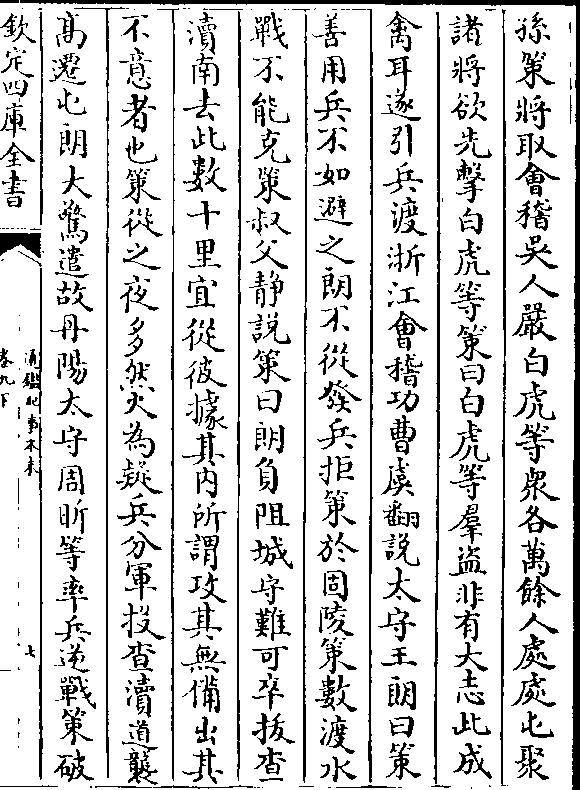 孫策將取會稽吳人嚴白虎等衆各萬餘人處處屯聚
諸將欲先擊白虎等策曰白虎等羣盜非有大志此成
禽耳遂引兵渡浙江會稽功曹虞翻說太守王朗曰策
善用兵不如避之朗不從發兵拒策於固陵策數渡水
戰不能克策叔父静說策曰朗負阻城守難可卒拔查
瀆南去此數十里宜從彼據其内所謂攻其無備出其
不意者也策從之夜多然火為疑兵分軍投查瀆道襲
髙遷屯朗大驚遣故丹陽太守周昕等率兵逆戰策破
欽定四庫全書
通鑑紀事本末
卷九下
七